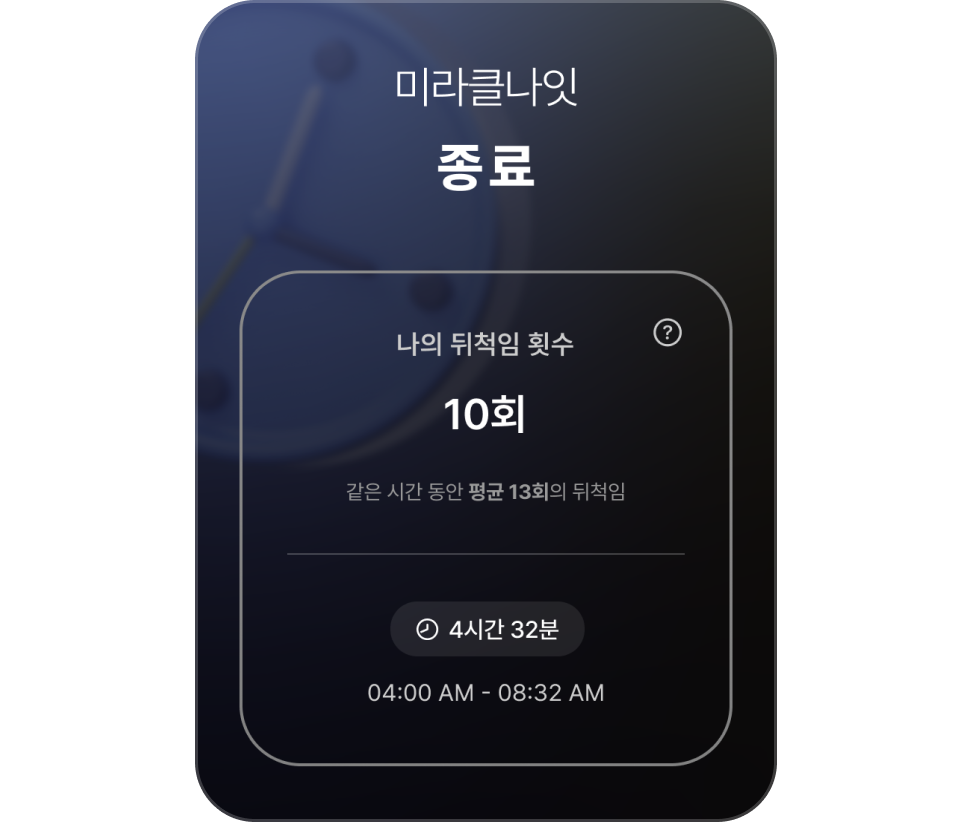 미라클나잇
종료
나의 뒤척임 횟수
?
10회
같은 시간 동안 평균 13회의 뒤척임
4시간 32분
04:00 AM - 08:32 AM